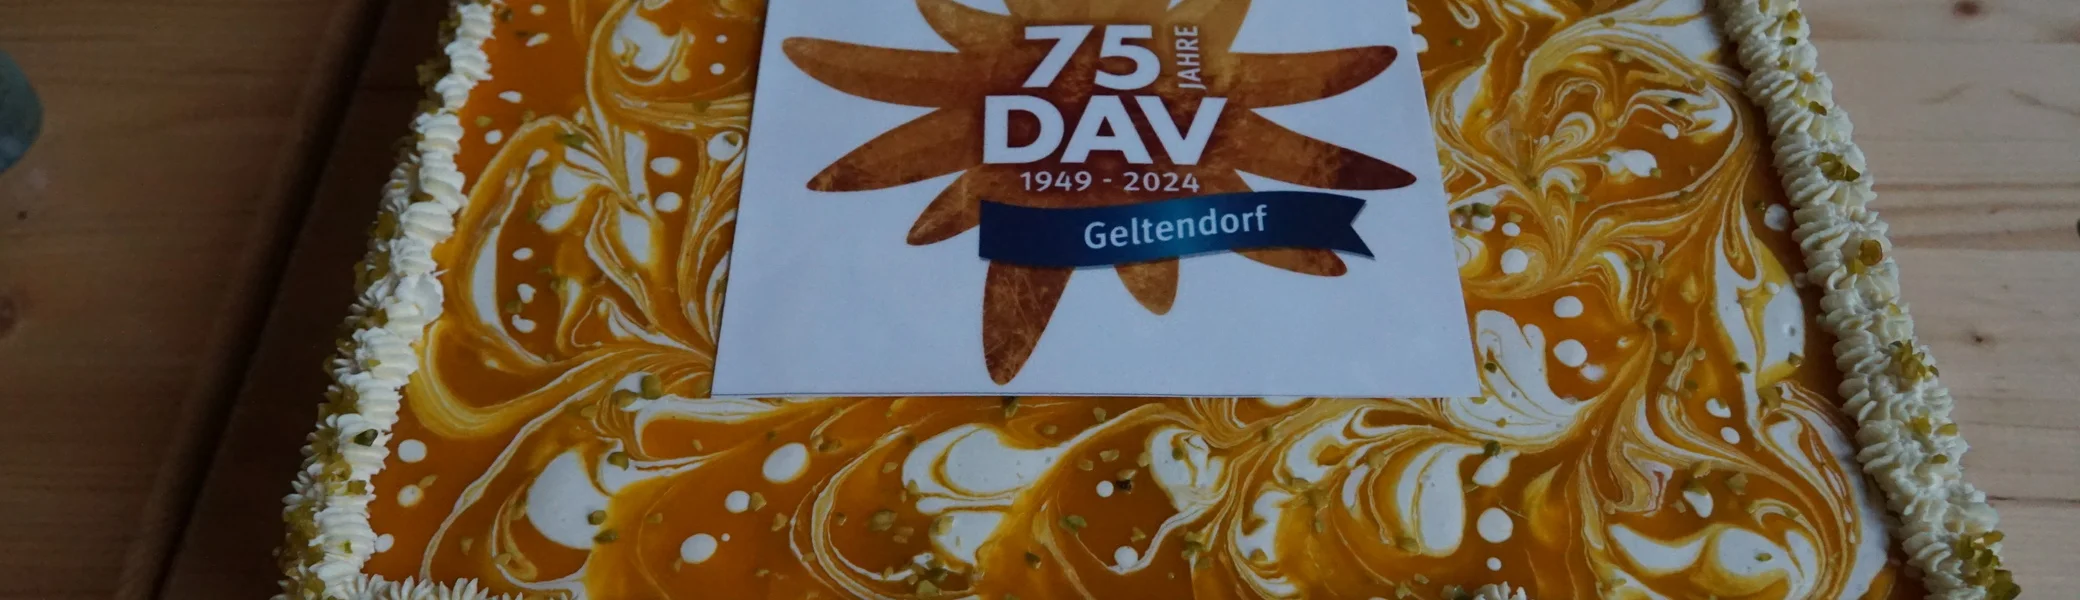 75 JAHRE
DAV
1949 - 2024
Geltendorf